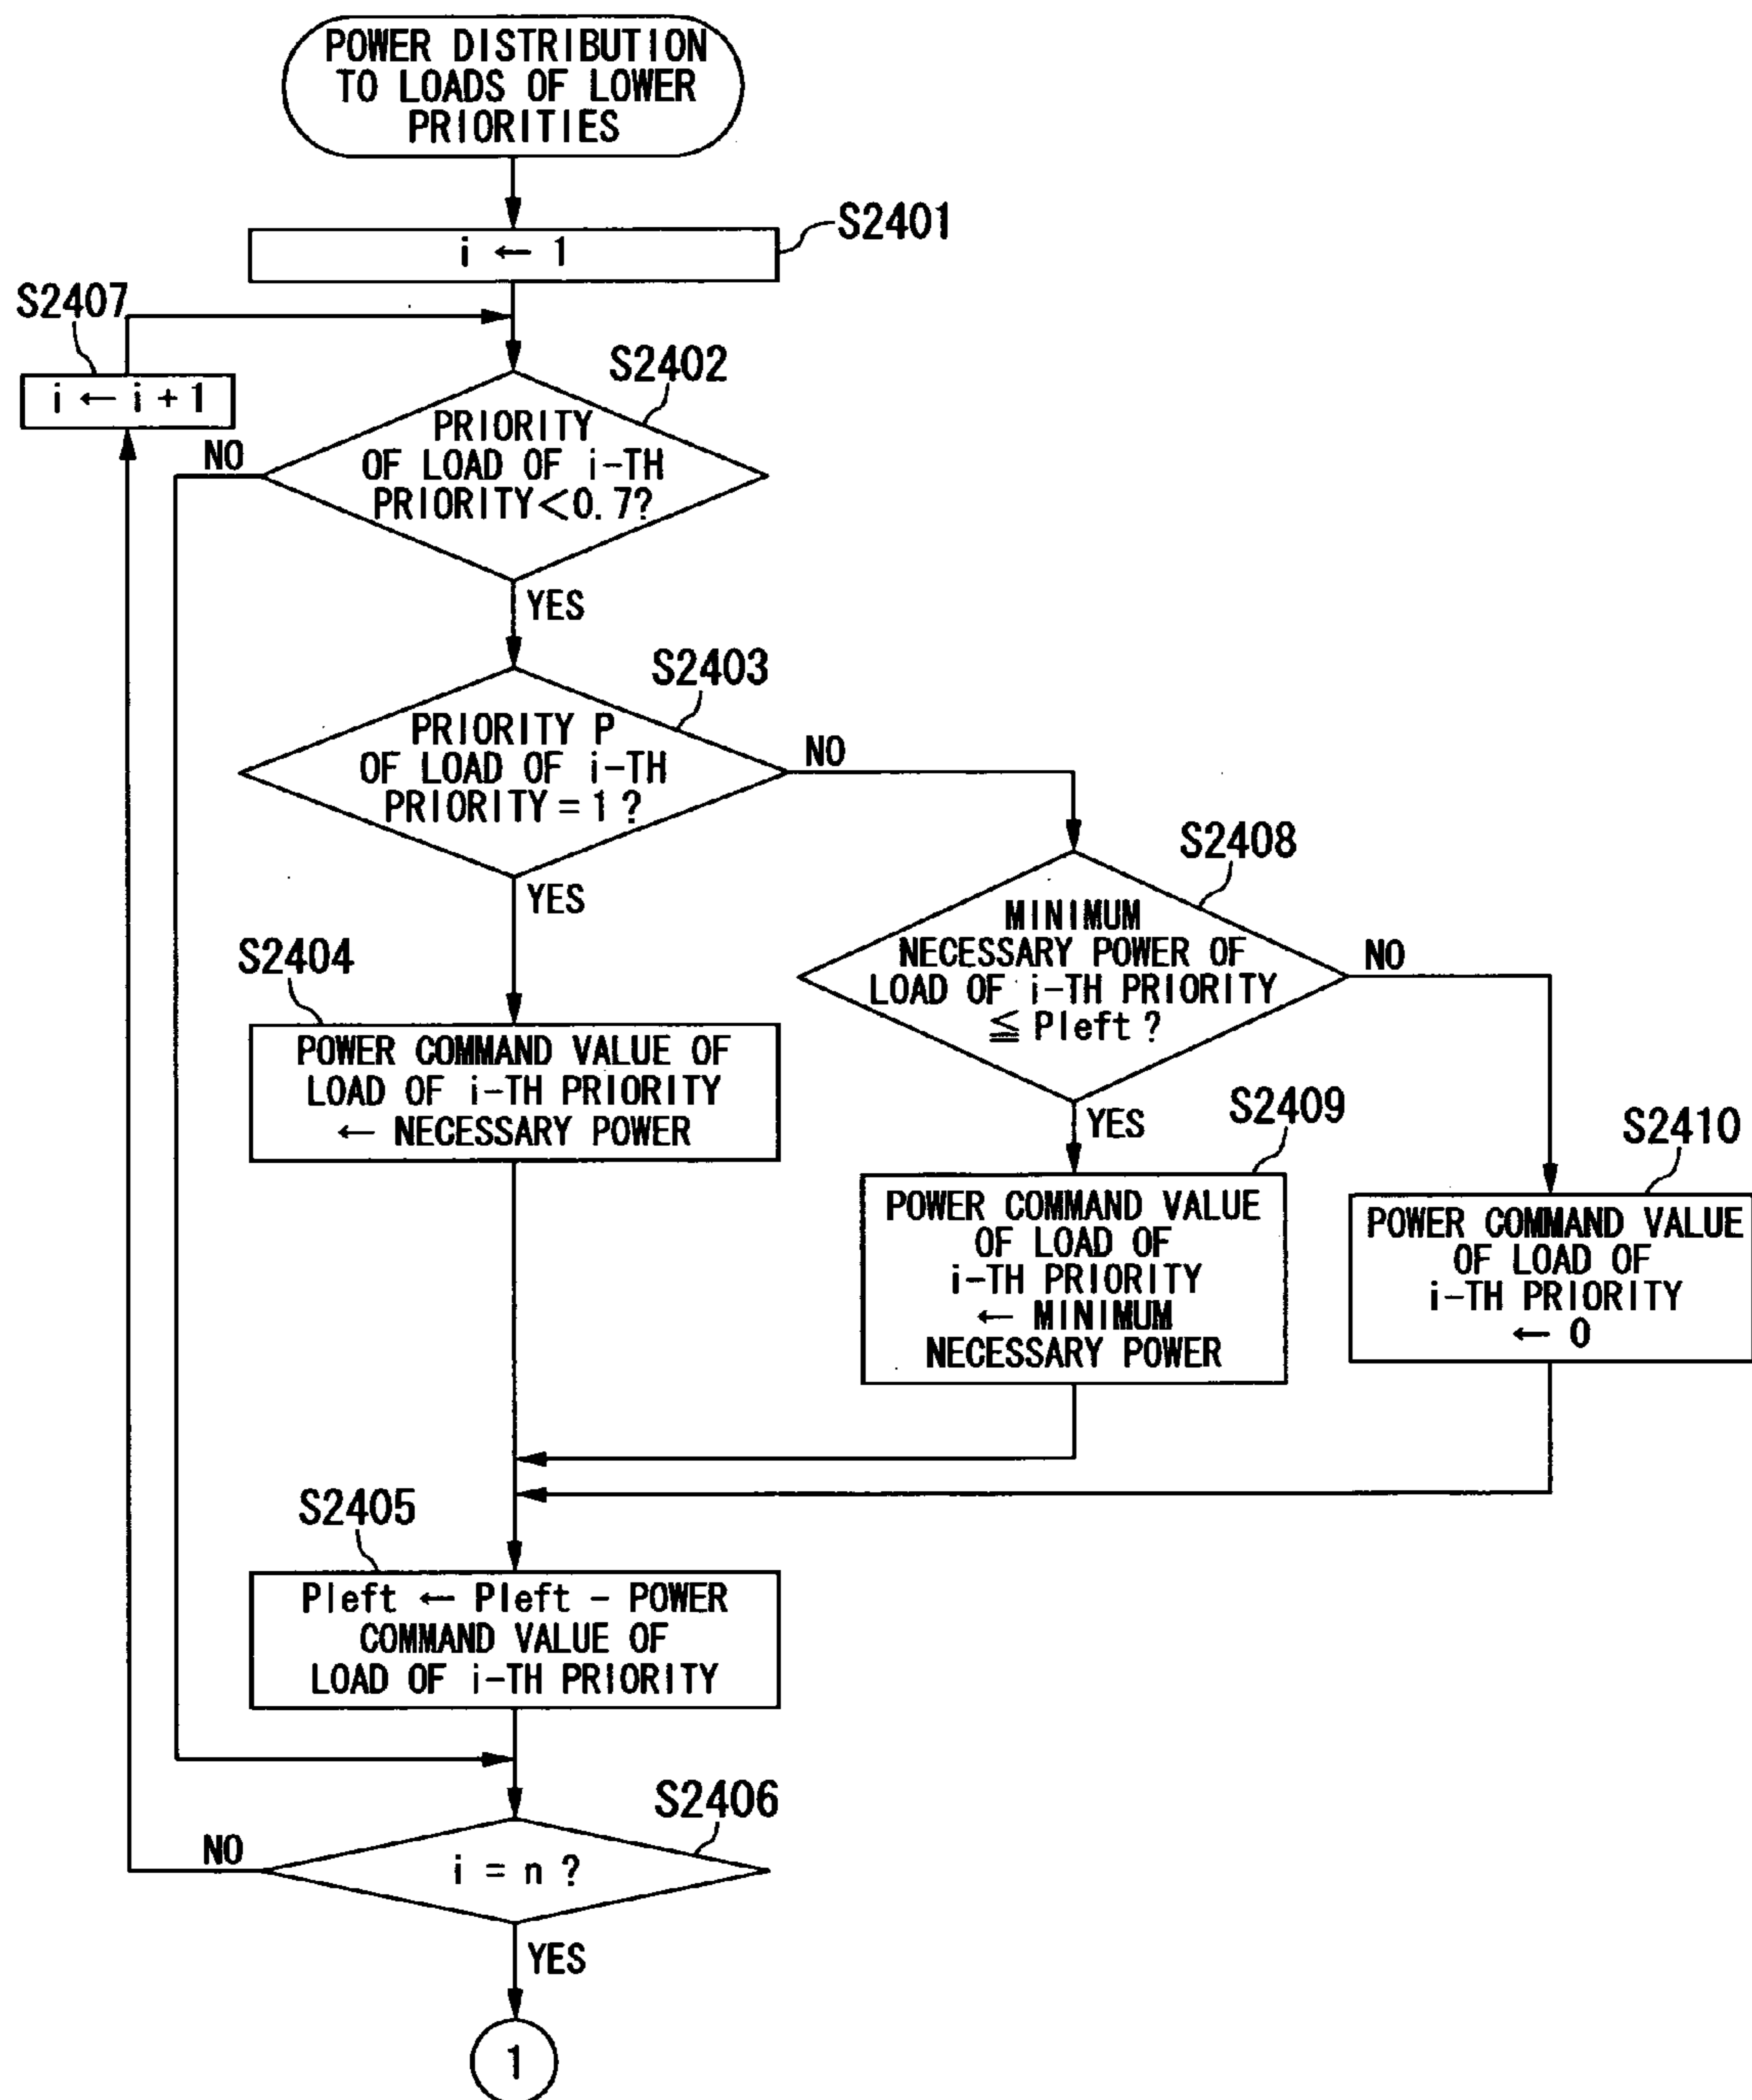 POWER DISTRIBUTION
TO LOADS OF LOWER
PRIORITIES
S2401
i ← 1
S2407
i ← i + 1
S2402
PRIORITY
OF LOAD OF i-TH
PRIORITY<0.7?
NO
YES
S2403
PRIORITY P
OF LOAD OF i-TH
PRIORITY = 1 ?
NO
YES
S2408
MINIMUM
NECESSARY POWER OF
LOAD OF i-TH PRIORITY
≦ Pleft ?
NO
YES
S2404
POWER COMMAND VALUE OF
LOAD OF i-TH PRIORITY
← NECESSARY POWER
S2409
POWER COMMAND VALUE
OF LOAD OF
i-TH PRIORITY
← MINIMUM
NECESSARY POWER
S2410
POWER COMMAND VALUE
OF LOAD OF
i-TH PRIORITY
← 0
S2405
Pleft ← Pleft - POWER
COMMAND VALUE OF
LOAD OF i-TH PRIORITY
S2406
i = n ?
NO
YES
1